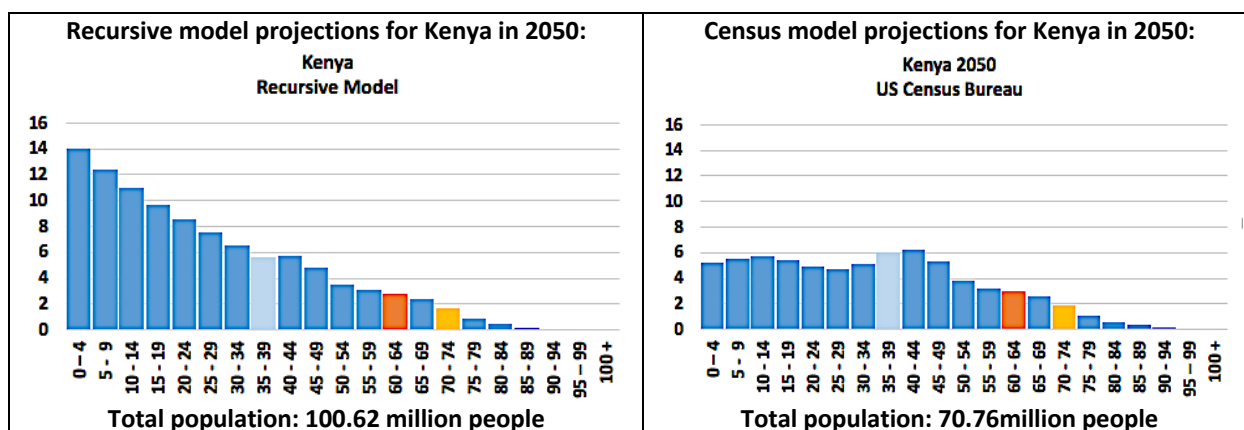 Recursive model projections for Kenya in 2050:
Kenya
Recursive Model
16
14
12
10
8
6
4
2
0
0 – 4
5 - 9
10 - 14
15 - 19
20 - 24
25 - 29
30 - 34
35 - 39
40 - 44
45 - 49
50 - 54
55 - 59
60 - 64
65 - 69
70 - 74
75 - 79
80 - 84
85 - 89
90 - 94
95 – 99
100 +
Total population: 100.62 million people
Census model projections for Kenya in 2050:
Kenya 2050
US Census Bureau
16
14
12
10
8
6
4
2
0
0 – 4
5 - 9
10 - 14
15 - 19
20 - 24
25 - 29
30 - 34
35 - 39
40 - 44
45 - 49
50 - 54
55 - 59
60 - 64
65 - 69
70 - 74
75 - 79
80 - 84
85 - 89
90 - 94
95 – 99
100 +
Total population: 70.76million people